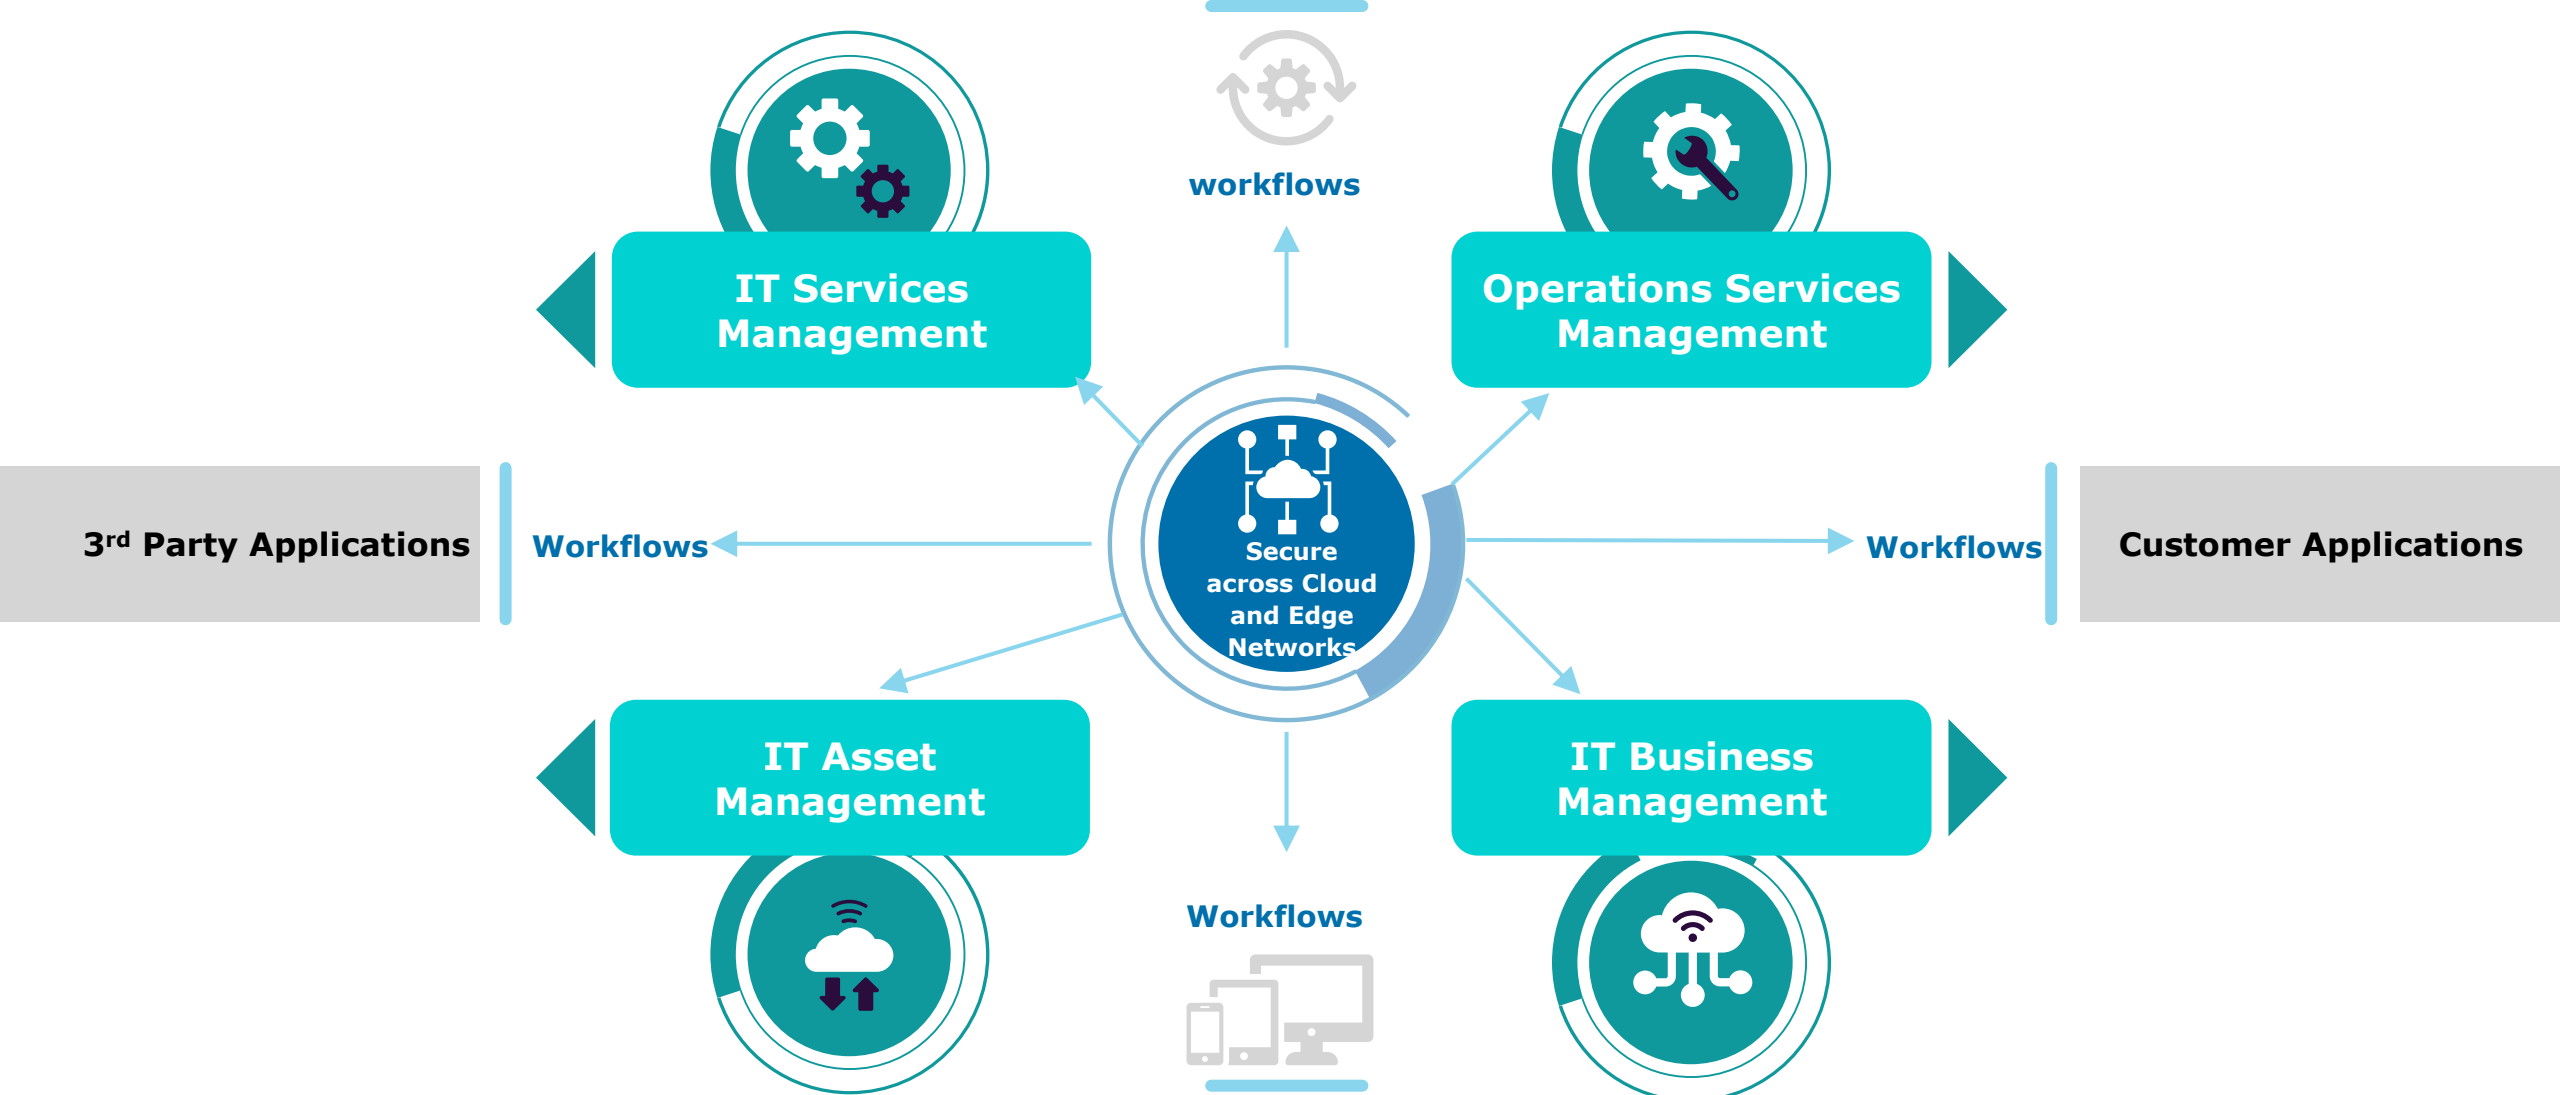 workflows
IT Services
Management
Operations Services
Management
3rd Party Applications
Workflows
Secure
across Cloud
and Edge
Networks
Workflows
Customer Applications
IT Asset
Management
IT Business
Management
Workflows